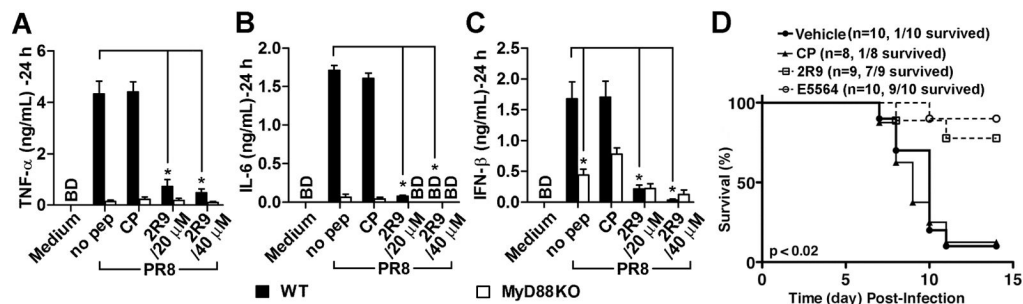 A
TNF-α (ng/mL) -24 h
6
4
2
0
BD
*
*
Medium
no pep
CP
2R9 /20 μM
2R9 /40 μM
PR8
B
IL-6 (ng/mL)-24 h
2.0
1.5
1.0
0.5
0.0
BD
*
BD
*
BD
BD
Medium
no pep
CP
2R9 /20 μM
2R9 /40 μM
PR8
C
IFN-β (ng/mL)-24 h
2.5
2.0
1.5
1.0
0.5
0.0
BD
*
*
*
Medium
no pep
CP
2R9 /20 μM
2R9 /40 μM
PR8
WT
MyD88KO
D
Vehicle (n=10, 1/10 survived)
CP (n=8, 1/8 survived)
2R9 (n=9, 7/9 survived)
E5564 (n=10, 9/10 survived)
Survival (%)
100
50
0
p < 0.02
0
5
10
15
Time (day) Post-Infection